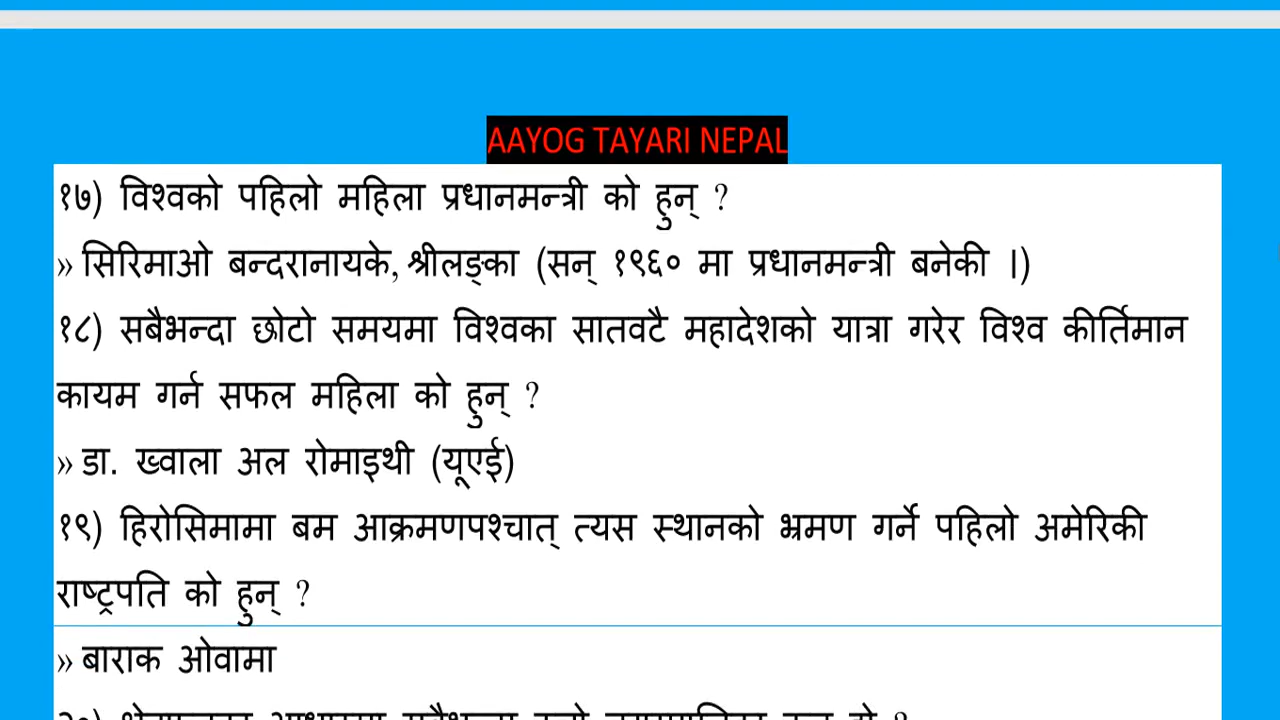 AAYOG TAYARI NEPAL
१७) विश्वको पहिलो महिला प्रधानमन्त्री को हुन् ?
» सिरिमाओ बन्दरानायके, श्रीलङ्का (सन् १९६० मा प्रधानमन्त्री बनेकी ।)
१८) सबैभन्दा छोटो समयमा विश्वका सातवटै महादेशको यात्रा गरेर विश्व कीर्तिमान
कायम गर्न सफल महिला को हुन् ?
» डा. ख्वाला अल रोमाइथी (यूएई)
१९) हिरोसिमामा बम आक्रमणपश्चात् त्यस स्थानको भ्रमण गर्ने पहिलो अमेरिकी
राष्ट्रपति को हुन् ?
» बाराक ओवामा